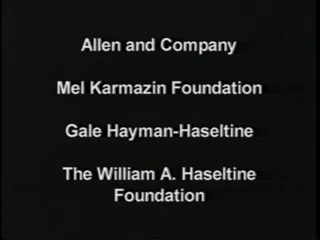 Allen and Company
Mel Karmazin Foundation
Gale Hayman-Haseltine
The William A. Haseltine
Foundation